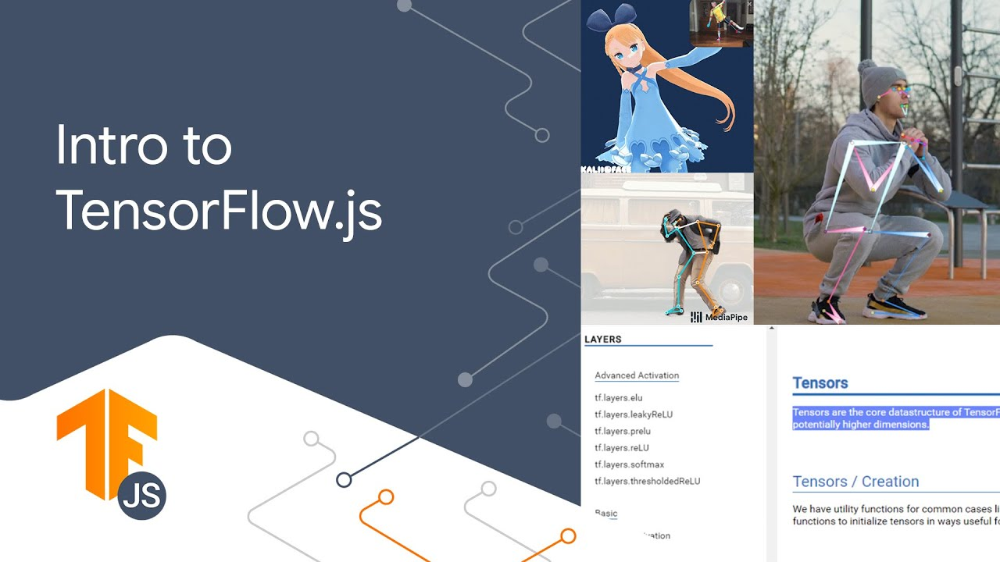 Intro to
TensorFlow.js
JS
KALIDOFACE
MediaPipe
LAYERS
Advanced Activation
tf.layers.elu
tf.layers.leakyReLU
tf.layers.prelu
tf.layers.reLU
tf.layers.softmax
tf.layers.thresholdedReLU
Basic
Tensors
Tensors are the core datastructure of TensorF
potentially higher dimensions.
Tensors / Creation
We have utility functions for common cases li
functions to initialize tensors in ways useful fo